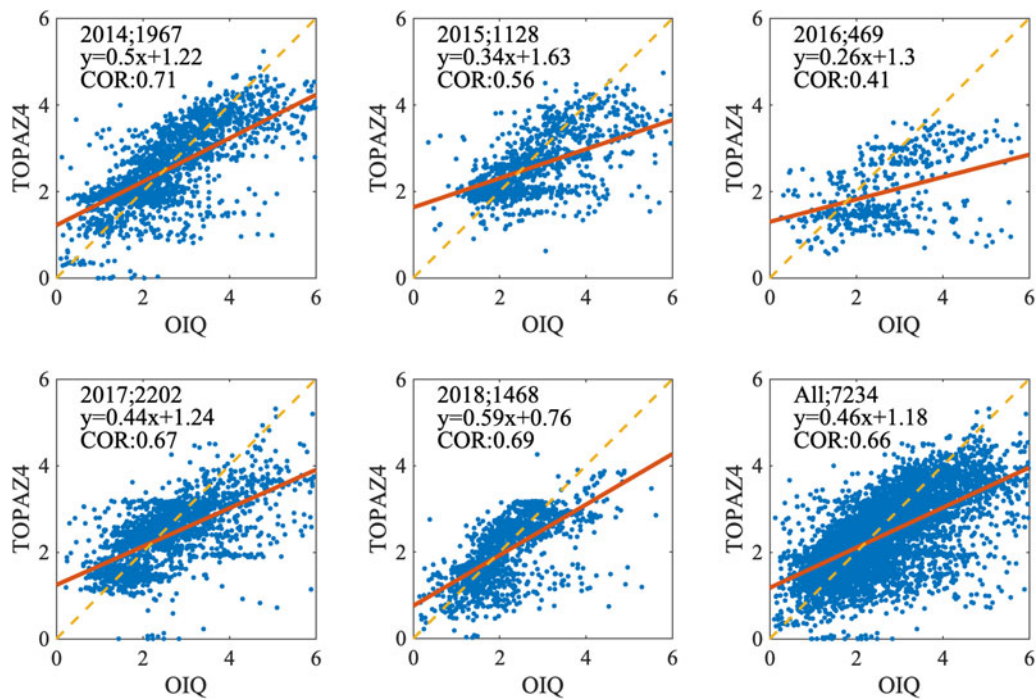 2014;1967
y=0.5x+1.22
COR:0.71
TOPAZ4
6
4
2
0
0 2 4 6
OIQ
2015;1128
y=0.34x+1.63
COR:0.56
TOPAZ4
6
4
2
0
0 2 4 6
OIQ
2016;469
y=0.26x+1.3
COR:0.41
TOPAZ4
6
4
2
0
0 2 4 6
OIQ
2017;2202
y=0.44x+1.24
COR:0.67
TOPAZ4
6
4
2
0
0 2 4 6
OIQ
2018;1468
y=0.59x+0.76
COR:0.69
TOPAZ4
6
4
2
0
0 2 4 6
OIQ
All;7234
y=0.46x+1.18
COR:0.66
TOPAZ4
6
4
2
0
0 2 4 6
OIQ